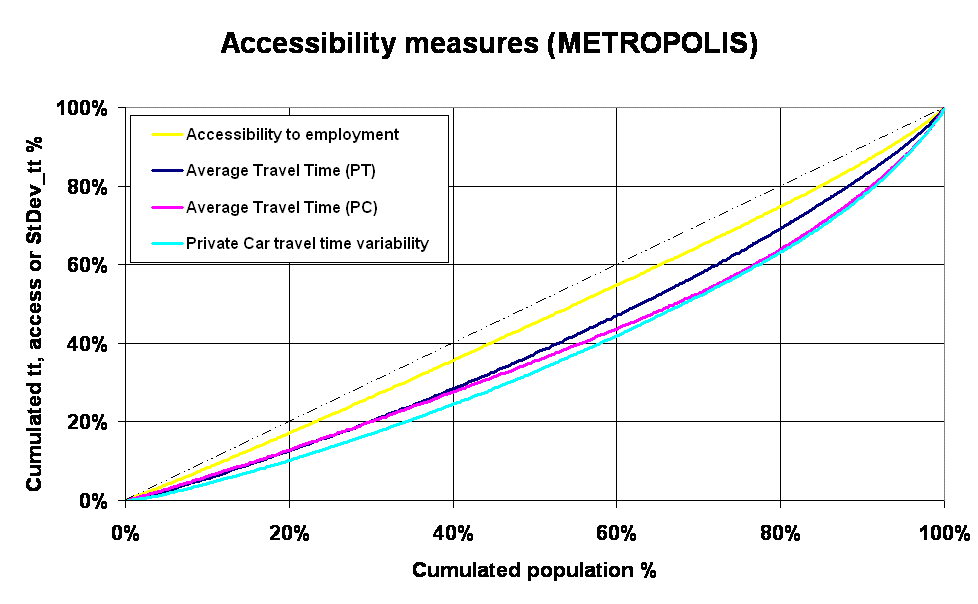 Accessibility measures (METROPOLIS)
Cumulated tt, access or StDev_tt %
100%
80%
60%
40%
20%
0%
Accessibility to employment
Average Travel Time (PT)
Average Travel Time (PC)
Private Car travel time variability
0% 20% 40% 60% 80% 100%
Cumulated population %